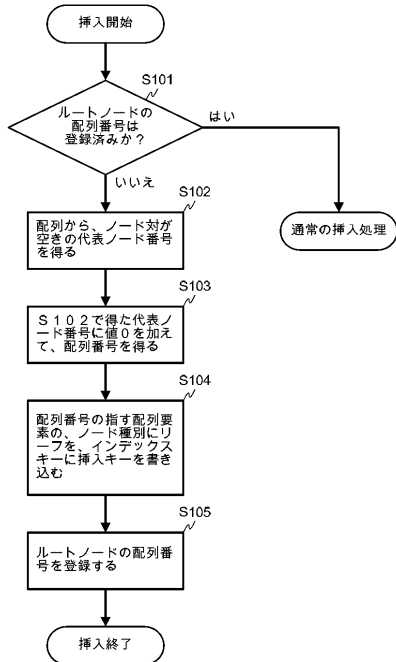 挿入開始
S101
ルートノードの
配列番号は
登録済みか？
はい
いいえ
S102
配列から、ノード対が
空きの代表ノード番号
を得る
通常の挿入処理
S103
Ｓ１０２で得た代表ノ
ード番号に値０を加え
て、配列番号を得る
S104
配列番号の指す配列要
素の、ノード種別にリ
ーフを、インデックス
キーに挿入キーを書き
込む
S105
ルートノードの配列番
号を登録する
挿入終了